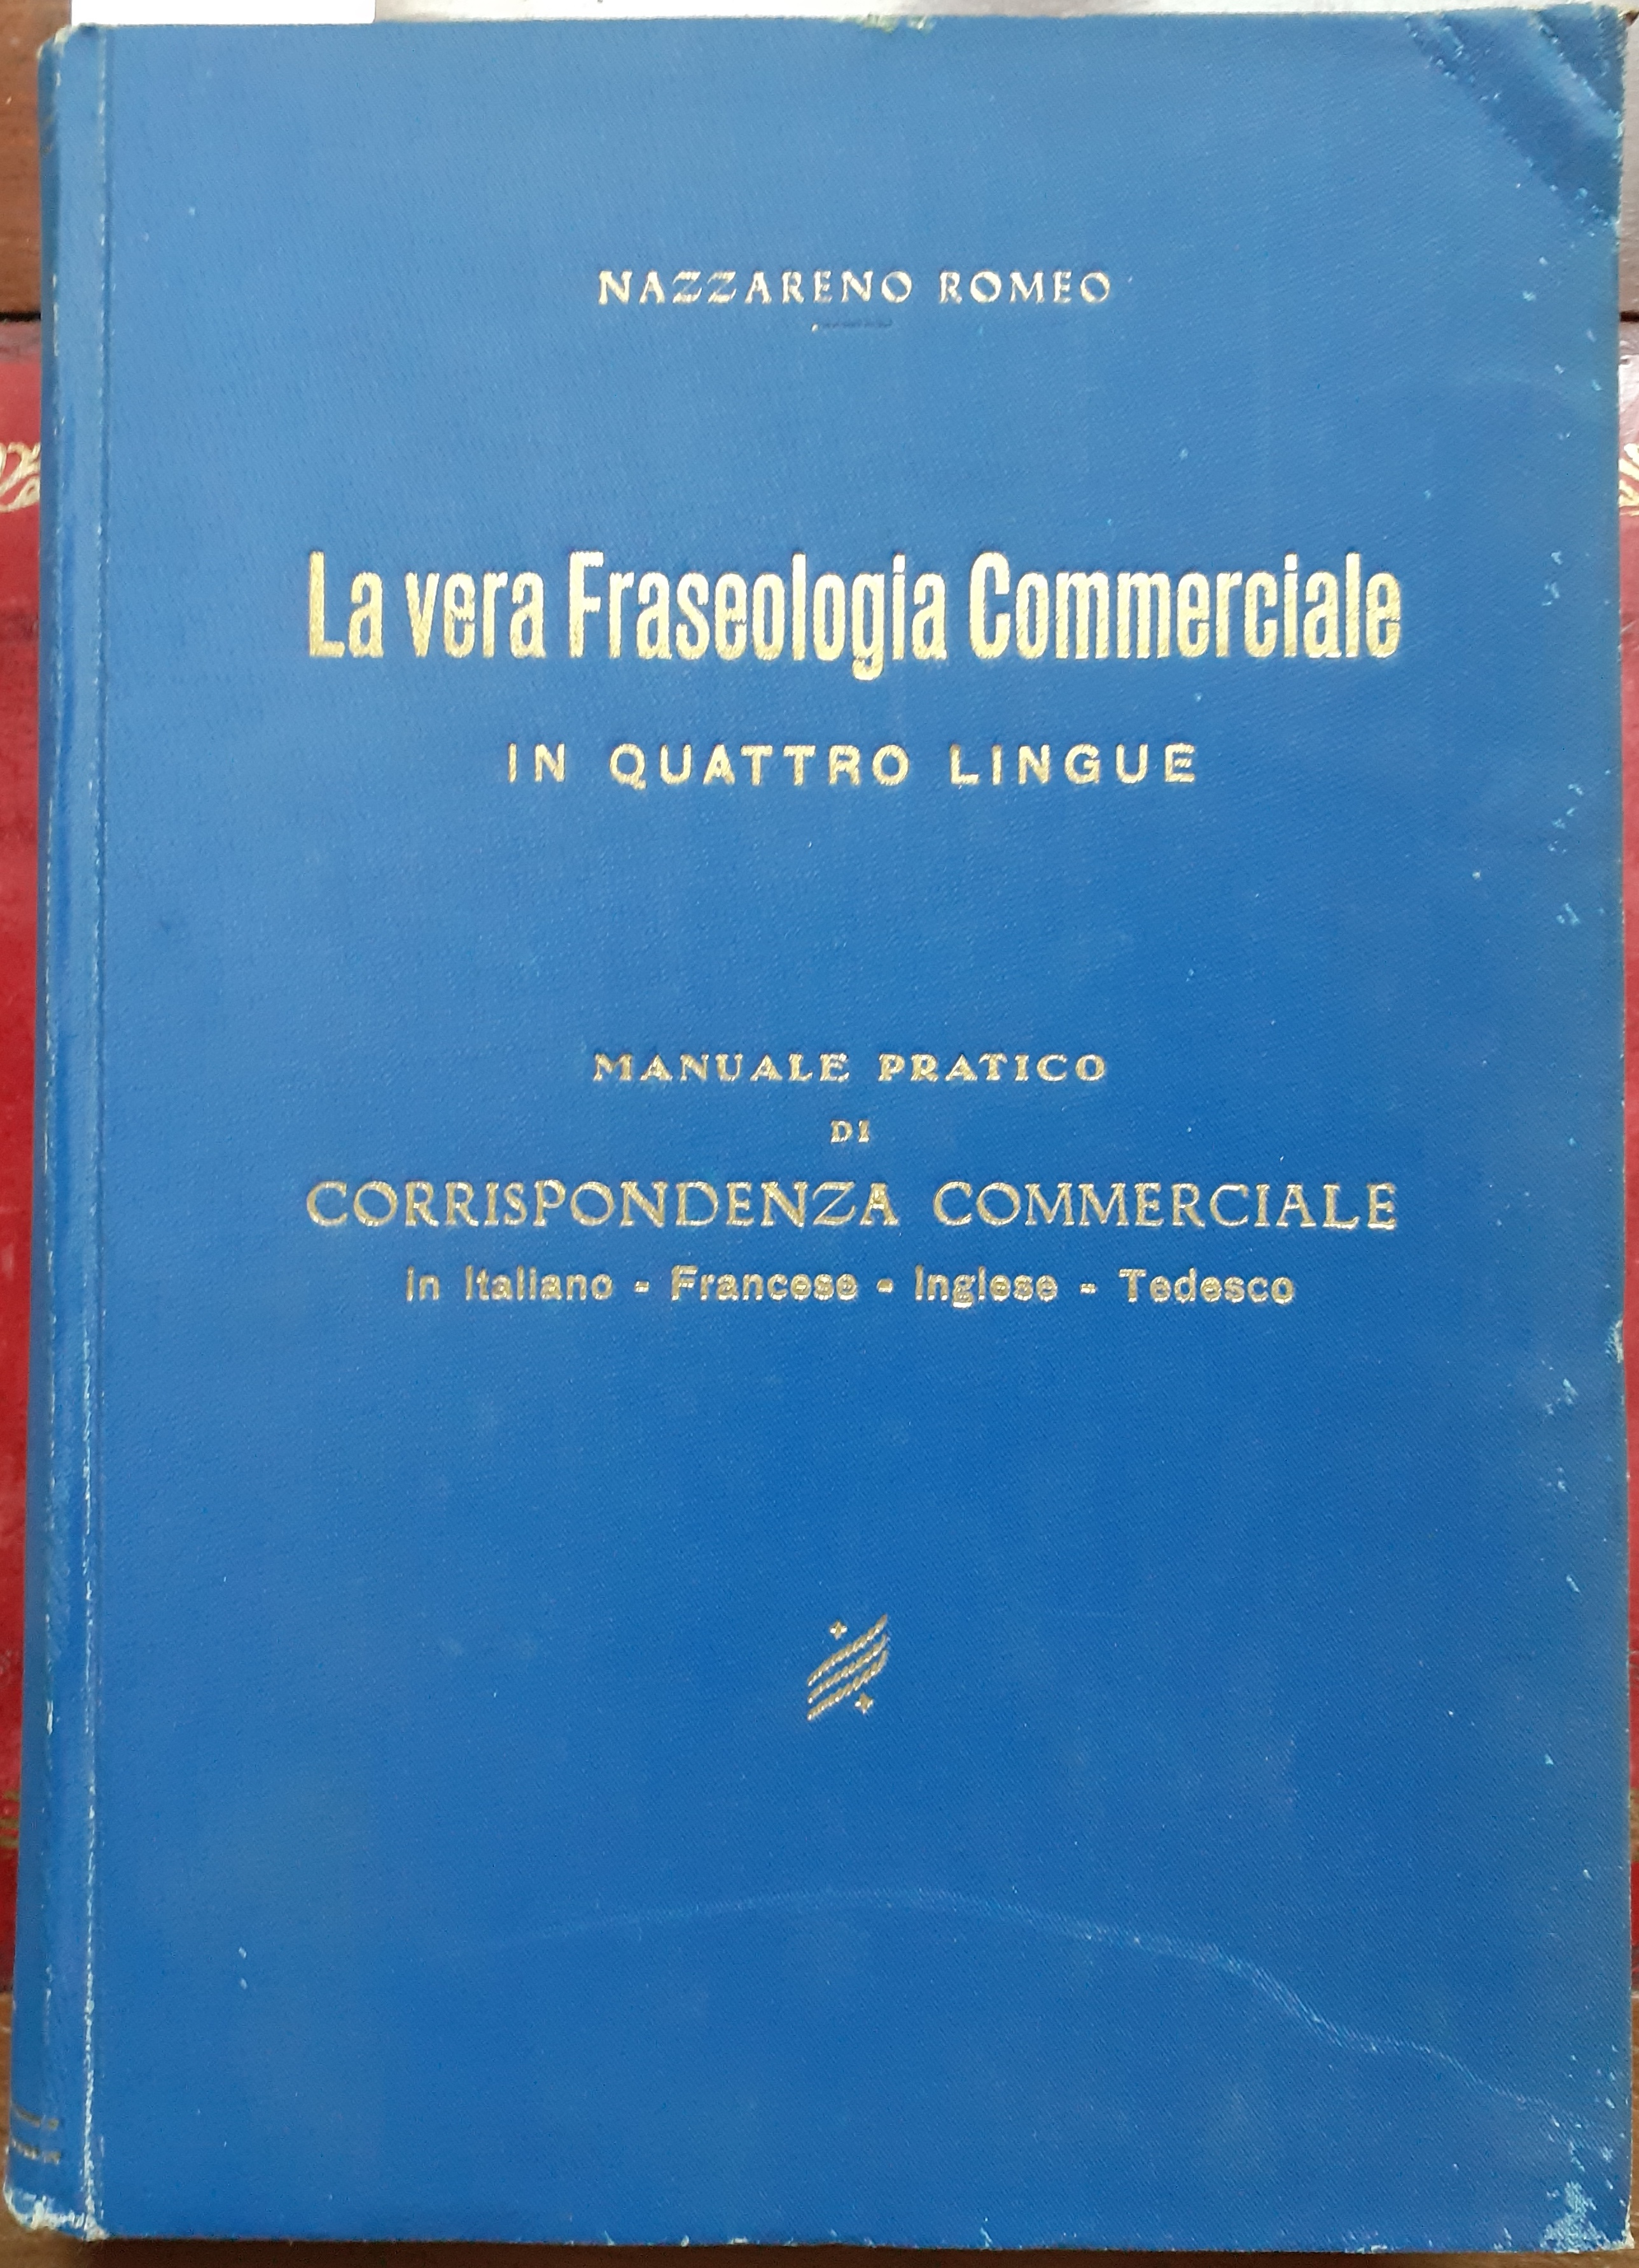 NAZZARENO ROMEO
La vera Fraseologia Commerciale
IN QUATTRO LINGUE
MANUALE PRATICO
DI
CORRISPONDENZA COMMERCIALE
in Italiano - Francese - Inglese - Tedesco